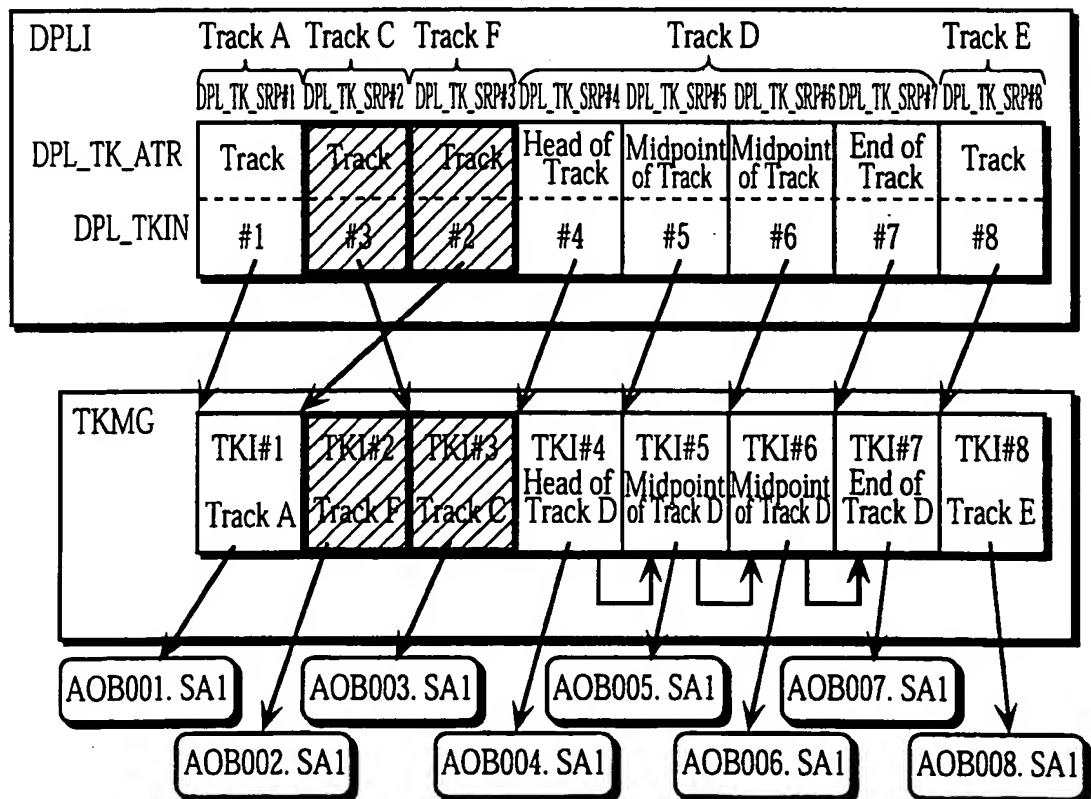 DPLI Track A Track C Track F Track D Track E
DPL_TK_SRP#1 DPL_TK_SRP#2 DPL_TK_SRP#3 DPL_TK_SRP#4 DPL_TK_SRP#5 DPL_TK_SRP#6 DPL_TK_SRP#7 DPL_TK_SRP#8
DPL_TK_ATR Track Track Track Head of Track Midpoint of Track Midpoint of Track End of Track Track
DPL_TKIN #1 #3 #2 #4 #5 #6 #7 #8
TKMG
TKI#1 TKI#2 TKI#3 TKI#4 TKI#5 TKI#6 TKI#7 TKI#8
Track A Track F Track C Head of Track D Midpoint of Track D Midpoint of Track D End of Track D Track E
AOB001. SA1 AOB003. SA1 AOB005. SA1 AOB007. SA1
AOB002. SA1 AOB004. SA1 AOB006. SA1 AOB008. SA1